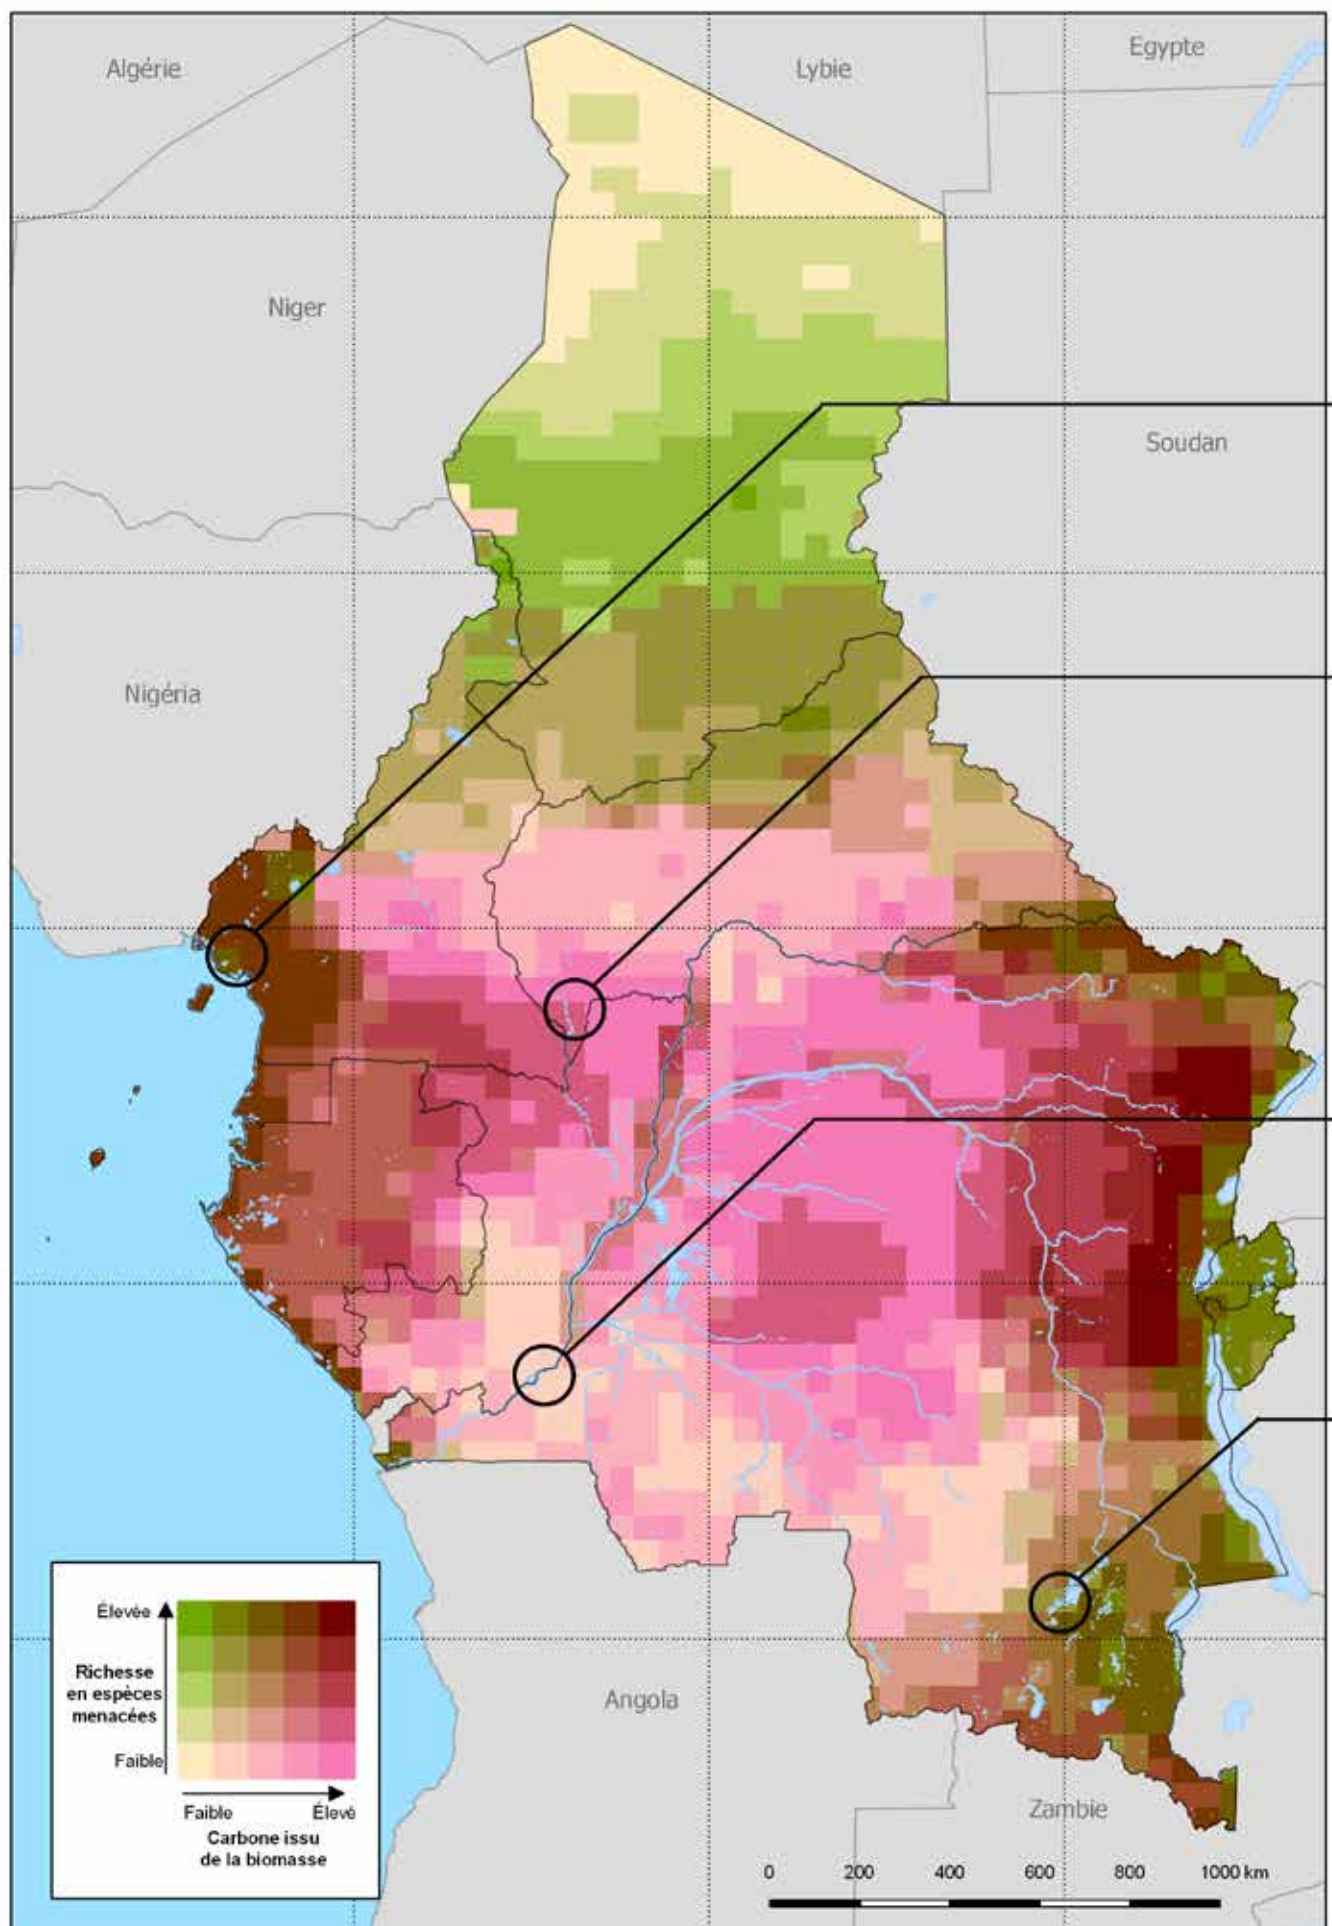 Algérie
Lybie
Egypte
Niger
Soudan
Nigéria
Angola
Zambie
Élevée
Richesse
en espèces
menacées
Faible
Faible
Élevé
Carbone issu
de la biomasse
0 200 400 600 800 1000 km